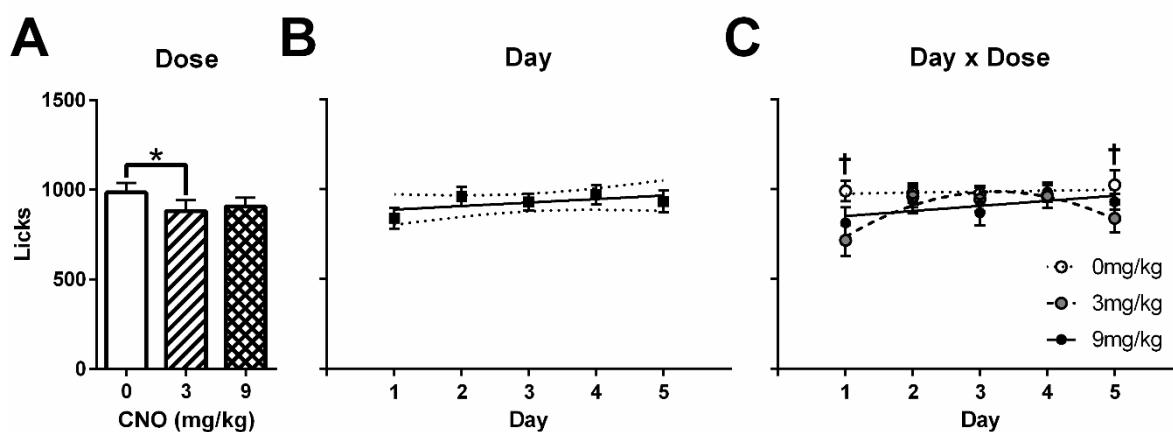 A
Dose
1500
1000
500
0
Licks
*
0 3 9
CNO (mg/kg)
B
Day
1 2 3 4 5
Day
C
Day x Dose
† †
0mg/kg
3mg/kg
9mg/kg
1 2 3 4 5
Day